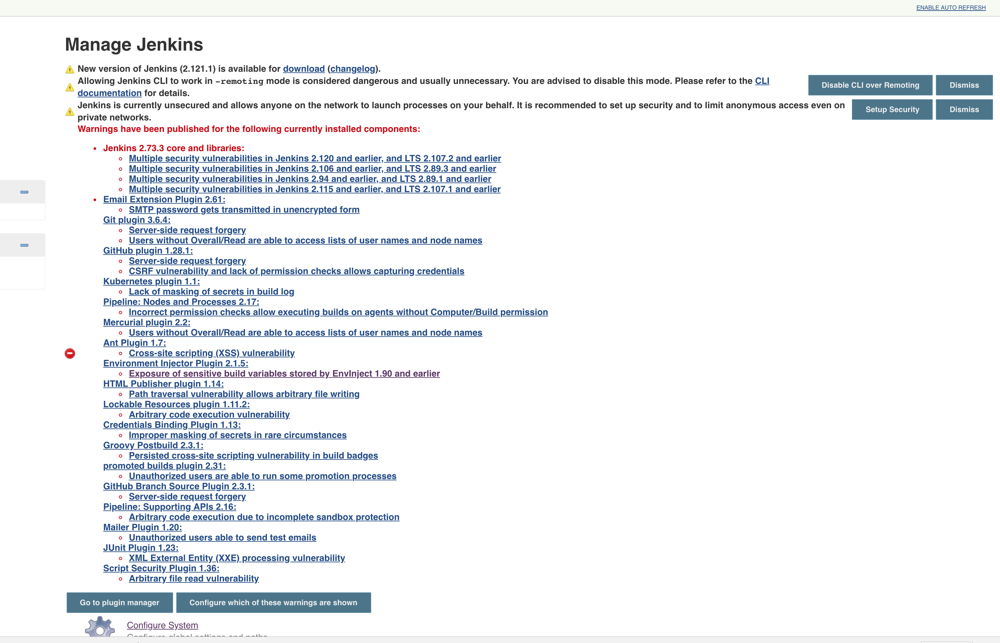 ENABLE AUTO REFRESH
Manage Jenkins
New version of Jenkins (2.121.1) is available for download (changelog).
Allowing Jenkins CLI to work in -remoting mode is considered dangerous and usually unnecessary. You are advised to disable this mode. Please refer to the CLI
documentation for details.
Disable CLI over Remoting
Dismiss
Jenkins is currently unsecured and allows anyone on the network to launch processes on your behalf. It is recommended to set up security and to limit anonymous access even on
private networks.
Setup Security
Dismiss
Warnings have been published for the following currently installed components:
Jenkins 2.73.3 core and libraries:
Multiple security vulnerabilities in Jenkins 2.120 and earlier, and LTS 2.107.2 and earlier
Multiple security vulnerabilities in Jenkins 2.106 and earlier, and LTS 2.89.3 and earlier
Multiple security vulnerabilities in Jenkins 2.94 and earlier, and LTS 2.89.1 and earlier
Multiple security vulnerabilities in Jenkins 2.115 and earlier, and LTS 2.107.1 and earlier
Email Extension Plugin 2.61:
SMTP password gets transmitted in unencrypted form
Git plugin 3.6.4:
Server-side request forgery
Users without Overall/Read are able to access lists of user names and node names
GitHub plugin 1.28.1:
Server-side request forgery
CSRF vulnerability and lack of permission checks allows capturing credentials
Kubernetes plugin 1.1:
Lack of masking of secrets in build log
Pipeline: Nodes and Processes 2.17:
Incorrect permission checks allow executing builds on agents without Computer/Build permission
Mercurial plugin 2.2:
Users without Overall/Read are able to access lists of user names and node names
Ant Plugin 1.7:
Cross-site scripting (XSS) vulnerability
Environment Injector Plugin 2.1.5:
Exposure of sensitive build variables stored by EnvInject 1.90 and earlier
HTML Publisher plugin 1.14:
Path traversal vulnerability allows arbitrary file writing
Lockable Resources plugin 1.11.2:
Arbitrary code execution vulnerability
Credentials Binding Plugin 1.13:
Improper masking of secrets in rare circumstances
Groovy Postbuild 2.3.1:
Persisted cross-site scripting vulnerability in build badges
promoted builds plugin 2.31:
Unauthorized users are able to run some promotion processes
GitHub Branch Source Plugin 2.3.1:
Server-side request forgery
Pipeline: Supporting APIs 2.16:
Arbitrary code execution due to incomplete sandbox protection
Mailer Plugin 1.20:
Unauthorized users able to send test emails
JUnit Plugin 1.23:
XML External Entity (XXE) processing vulnerability
Script Security Plugin 1.36:
Arbitrary file read vulnerability
Go to plugin manager
Configure which of these warnings are shown
Configure System
Configure global settings and paths.